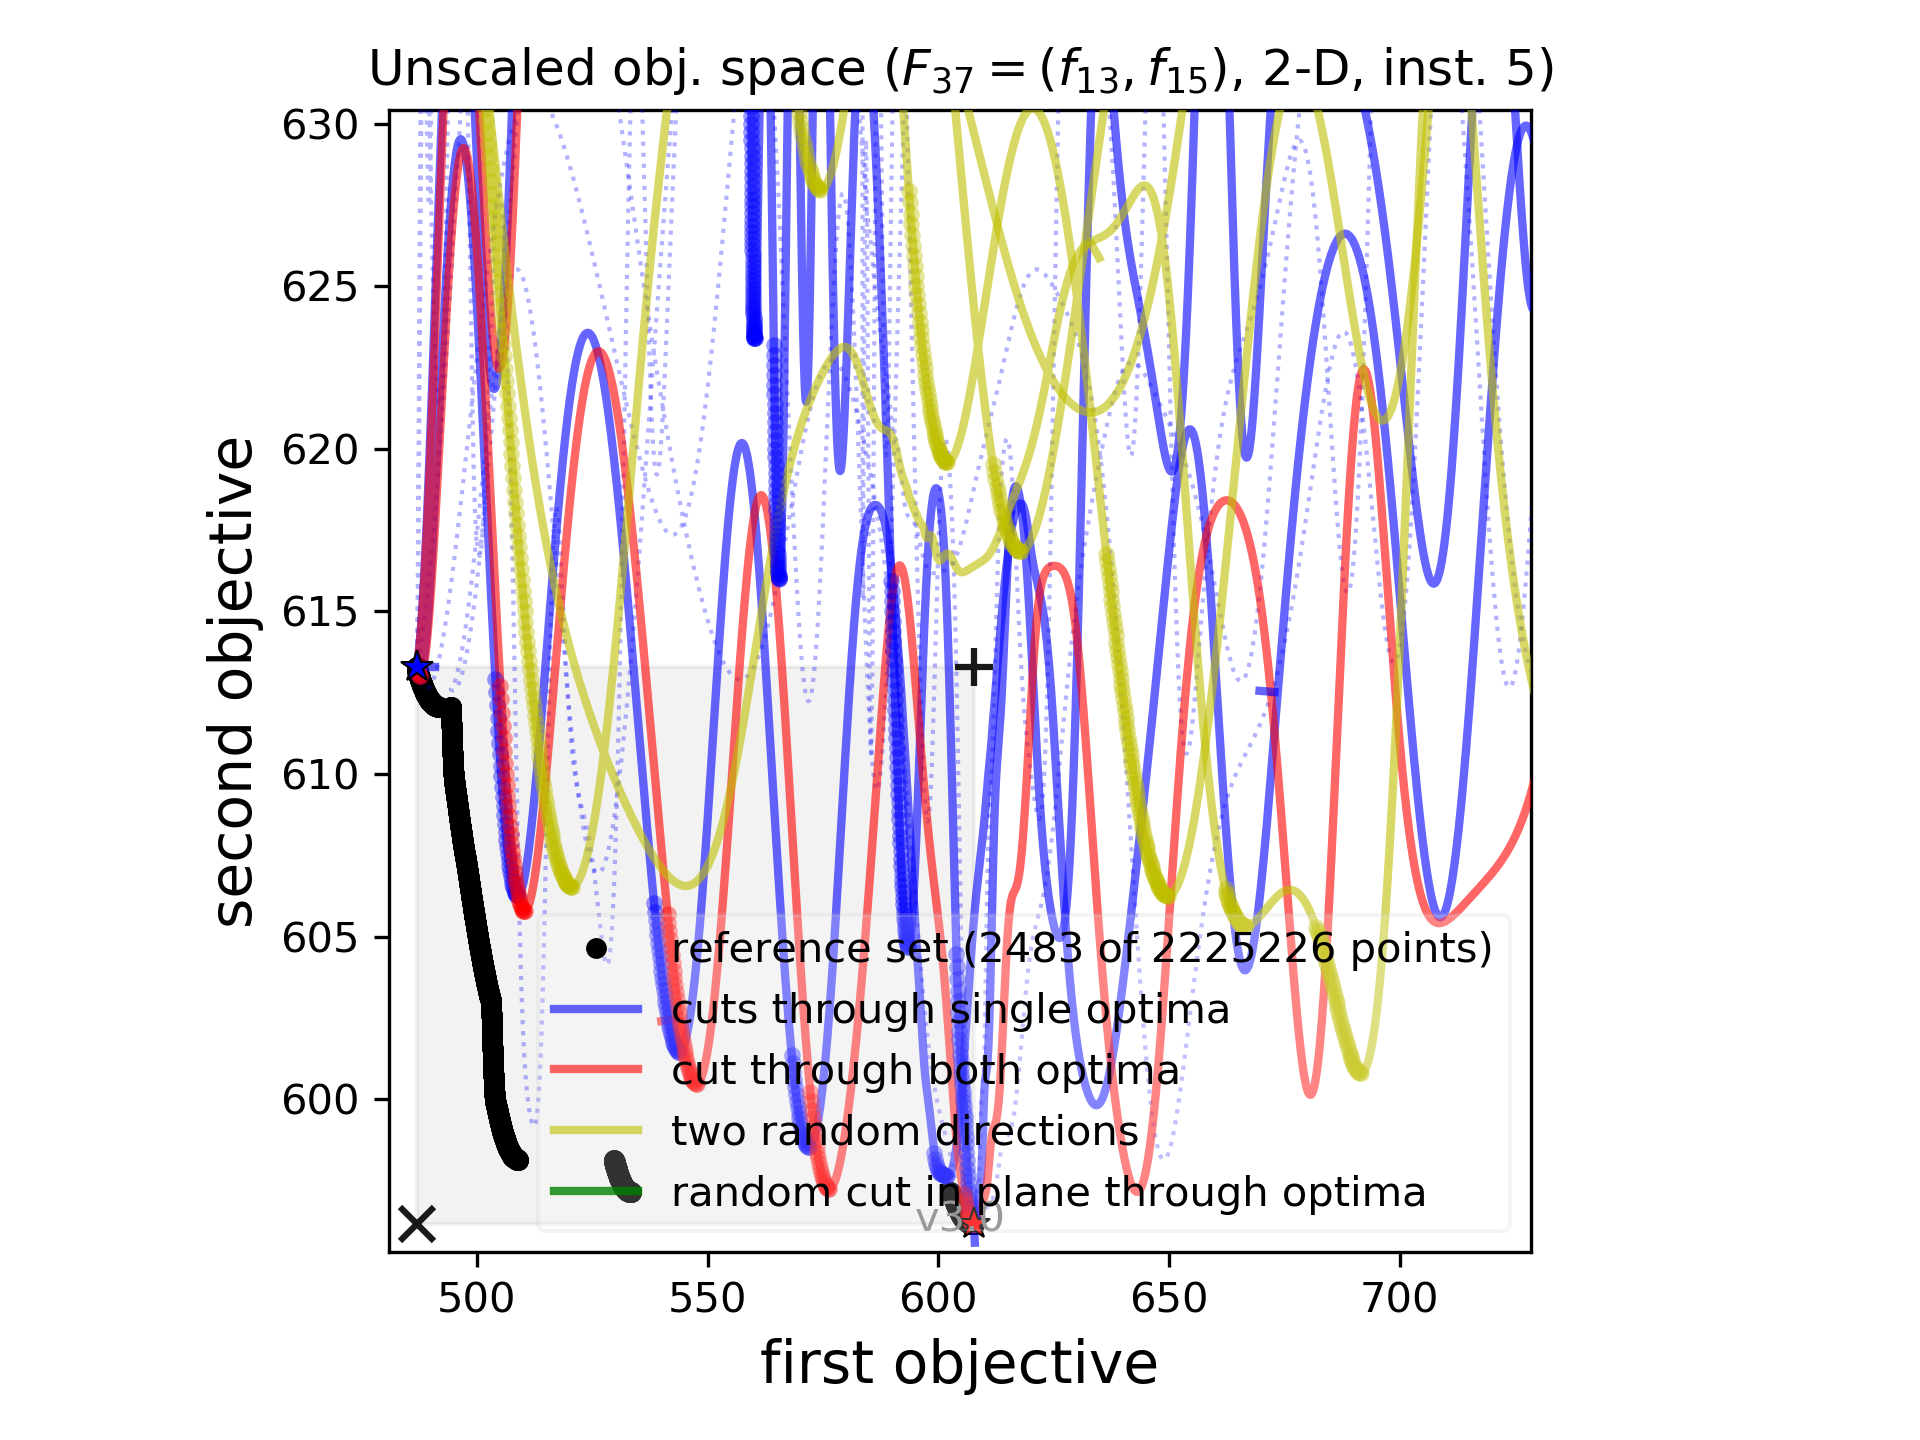 Unscaled obj. space (F₃₇ = (f₁₃, f₁₅), 2-D, inst. 5)
630
625
620
615
610
605
600
second objective
reference set (2483 of 2225226 points)
cuts through single optima
cut through both optima
two random directions
random cut in plane through optima
v3.0
500
550
600
650
700
first objective